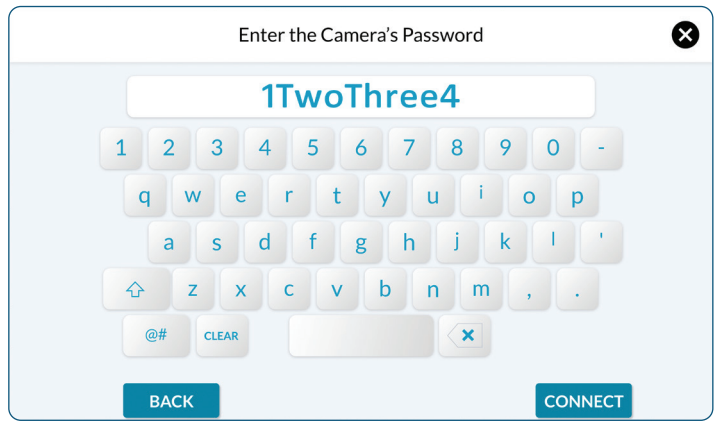 Enter the Camera’s Password
1TwoThree4
1 2 3 4 5 6 7 8 9 0 -
q w e r t y u i o p
a s d f g h j k l '
z x c v b n m , .
@# CLEAR
BACK CONNECT